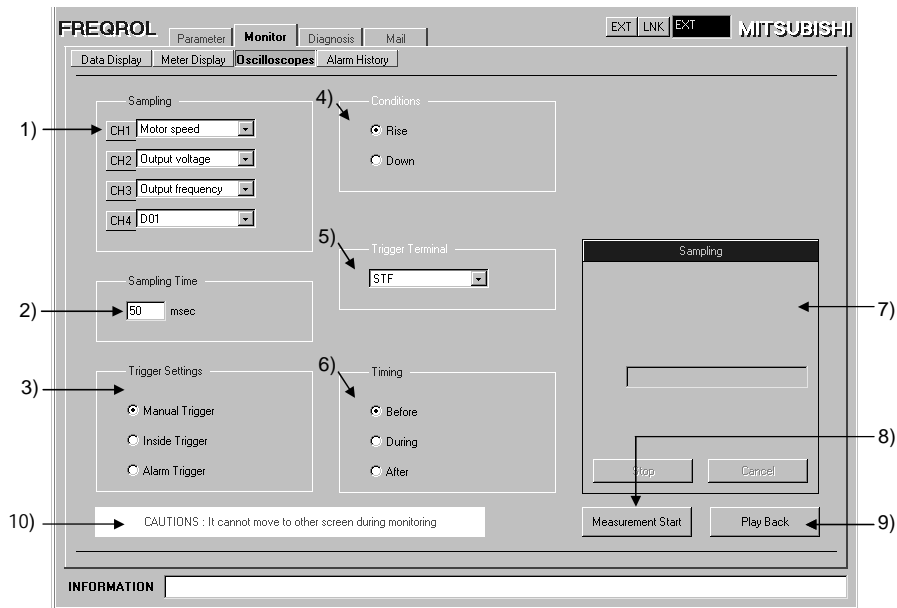 FREQROL
Parameter Monitor Diagnosis Mail
EXT LNK EXT
MITSUBISHI
Data Display Meter Display Oscilloscopes Alarm History
Sampling
1)
CH1 Motor speed
CH2 Output voltage
CH3 Output frequency
CH4 D01
4)
Conditions
Rise
Down
5)
Trigger Terminal
STF
2)
Sampling Time
50 msec
3)
Trigger Settings
Manual Trigger
Inside Trigger
Alarm Trigger
6)
Timing
Before
During
After
Sampling
7)
8)
Stop Cancel
10)
CAUTIONS : It cannot move to other screen during monitoring
Measurement Start Play Back
9)
INFORMATION